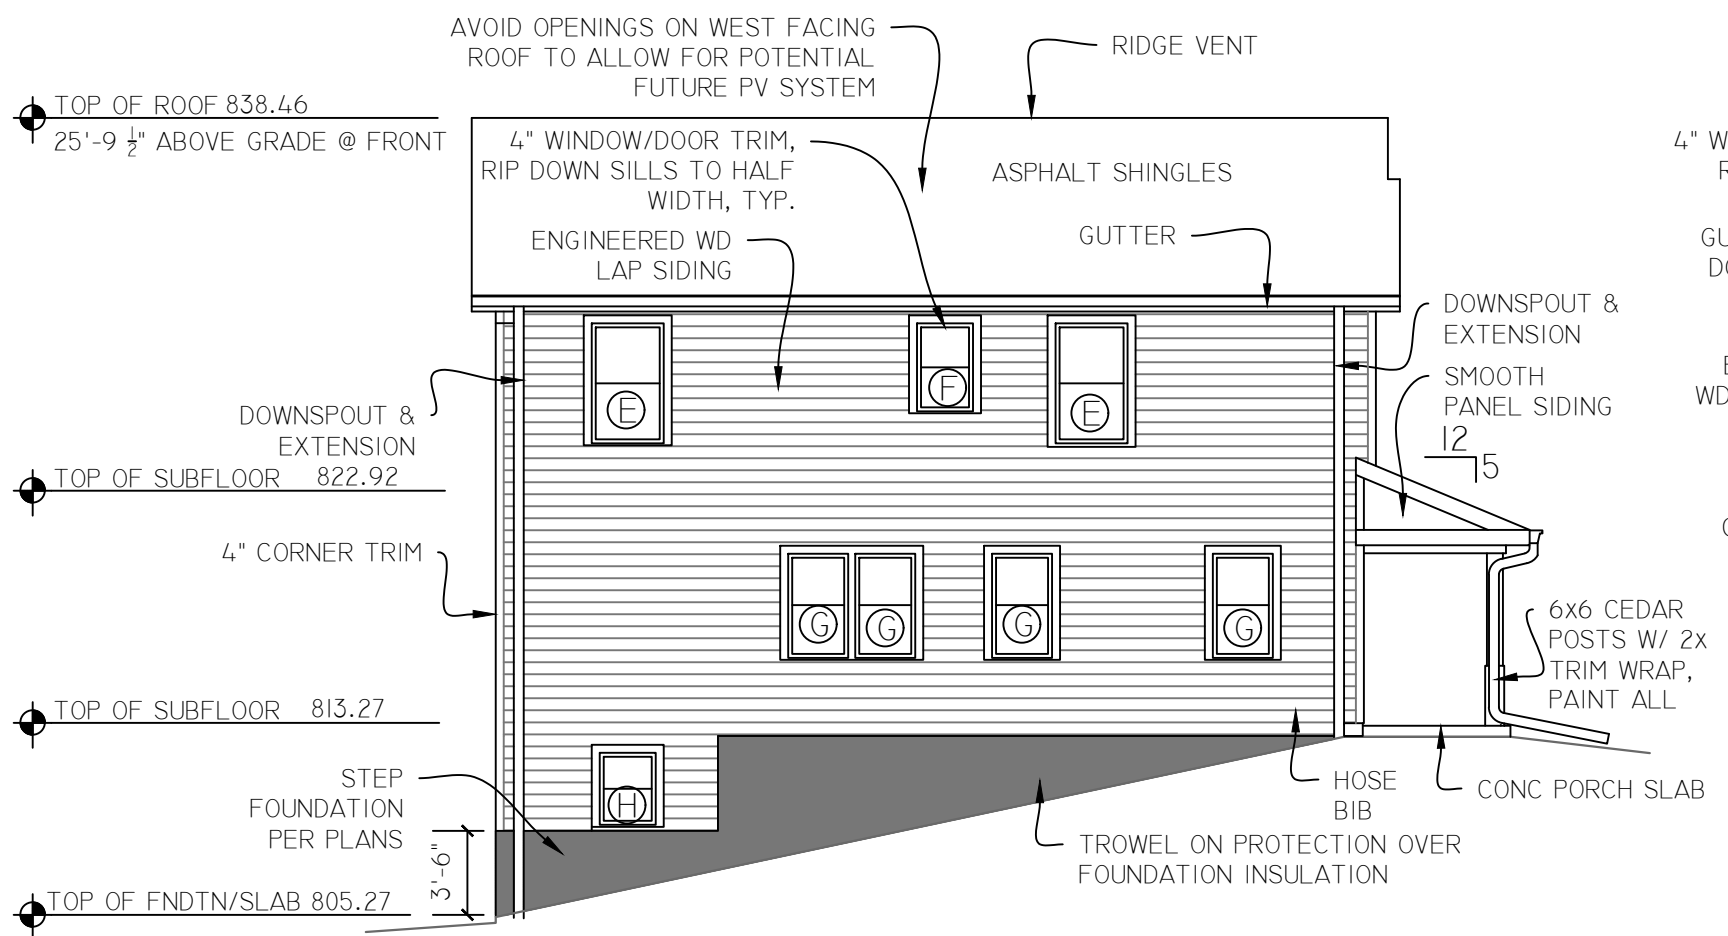 AVOID OPENINGS ON WEST FACING
ROOF TO ALLOW FOR POTENTIAL
FUTURE PV SYSTEM
RIDGE VENT
TOP OF ROOF 838.46
25'-9 ½" ABOVE GRADE @ FRONT
4" WINDOW/DOOR TRIM,
RIP DOWN SILLS TO HALF
WIDTH, TYP.
ASPHALT SHINGLES
ENGINEERED WD
LAP SIDING
GUTTER
DOWNSPOUT &
EXTENSION
SMOOTH
PANEL SIDING
12
5
E
F
E
DOWNSPOUT &
EXTENSION
TOP OF SUBFLOOR 822.92
4" CORNER TRIM
G
G
G
G
6x6 CEDAR
POSTS W/ 2x
TRIM WRAP,
PAINT ALL
TOP OF SUBFLOOR 813.27
H
STEP
FOUNDATION
PER PLANS
HOSE
BIB
CONC PORCH SLAB
TROWEL ON PROTECTION OVER
FOUNDATION INSULATION
3'-6"
TOP OF FNDTN/SLAB 805.27
4" W
WD